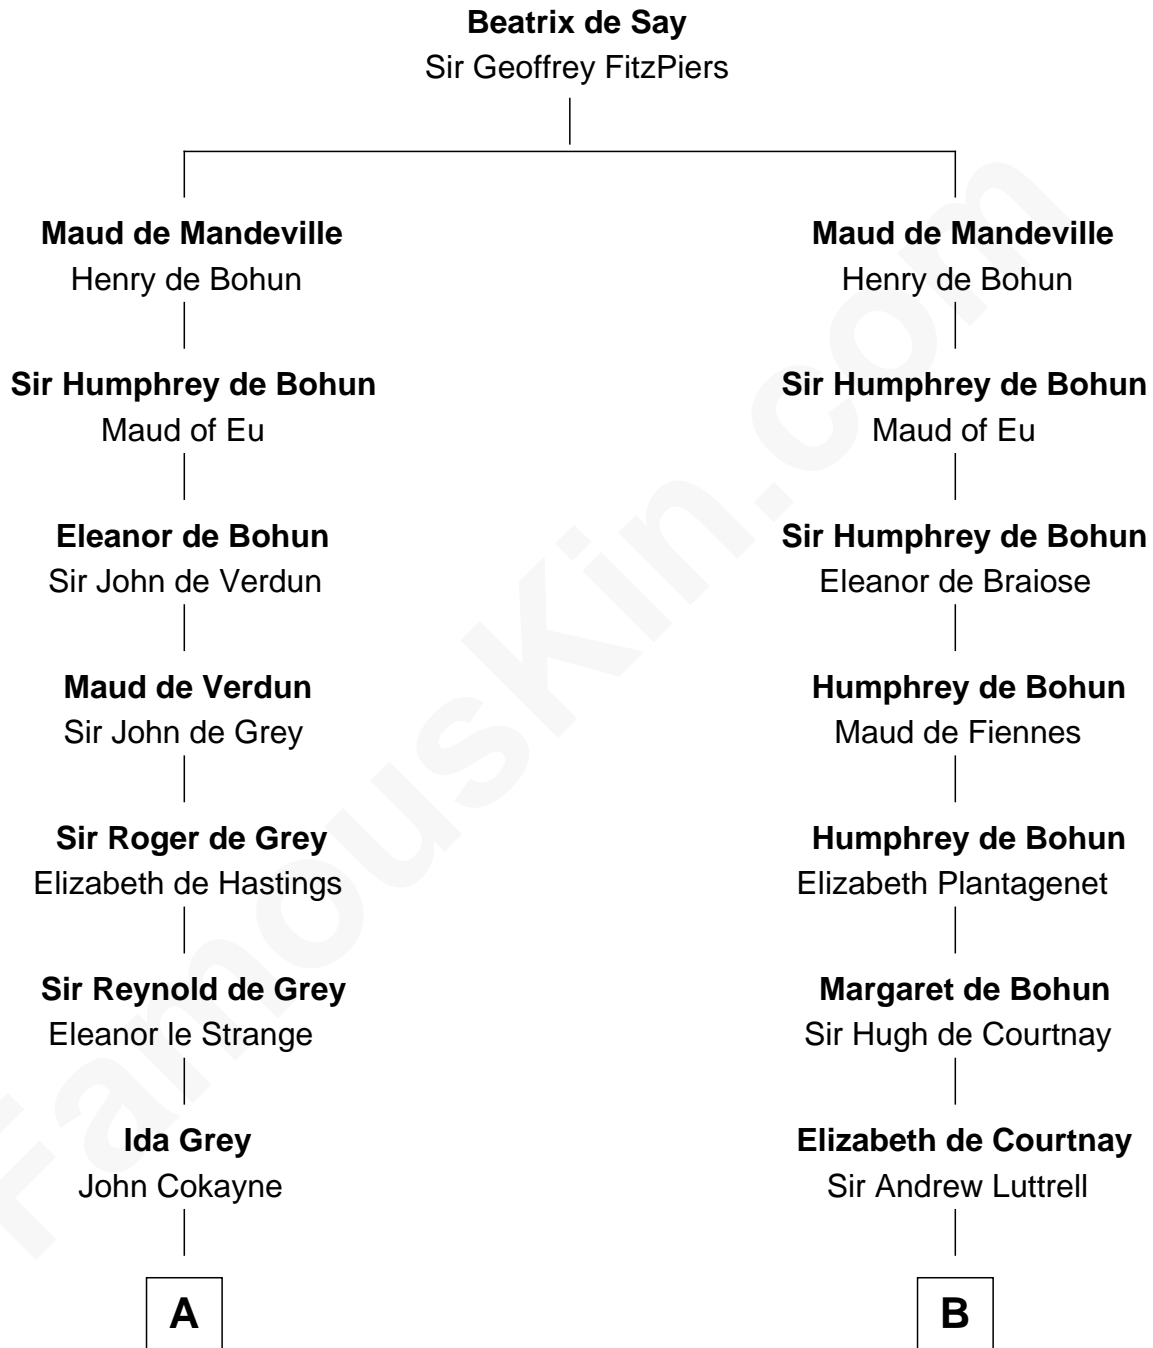 Beatrix de Say
Sir Geoffrey FitzPiers
Maud de Mandeville
Henry de Bohun
Sir Humphrey de Bohun
Maud of Eu
Eleanor de Bohun
Sir John de Verdun
Maud de Verdun
Sir John de Grey
Sir Roger de Grey
Elizabeth de Hastings
Sir Reynold de Grey
Eleanor le Strange
Ida Grey
John Cokayne
A
Maud de Mandeville
Henry de Bohun
Sir Humphrey de Bohun
Maud of Eu
Sir Humphrey de Bohun
Eleanor de Braiose
Humphrey de Bohun
Maud de Fiennes
Humphrey de Bohun
Elizabeth Plantagenet
Margaret de Bohun
Sir Hugh de Courtnay
Elizabeth de Courtnay
Sir Andrew Luttrell
B
FamousKin.com